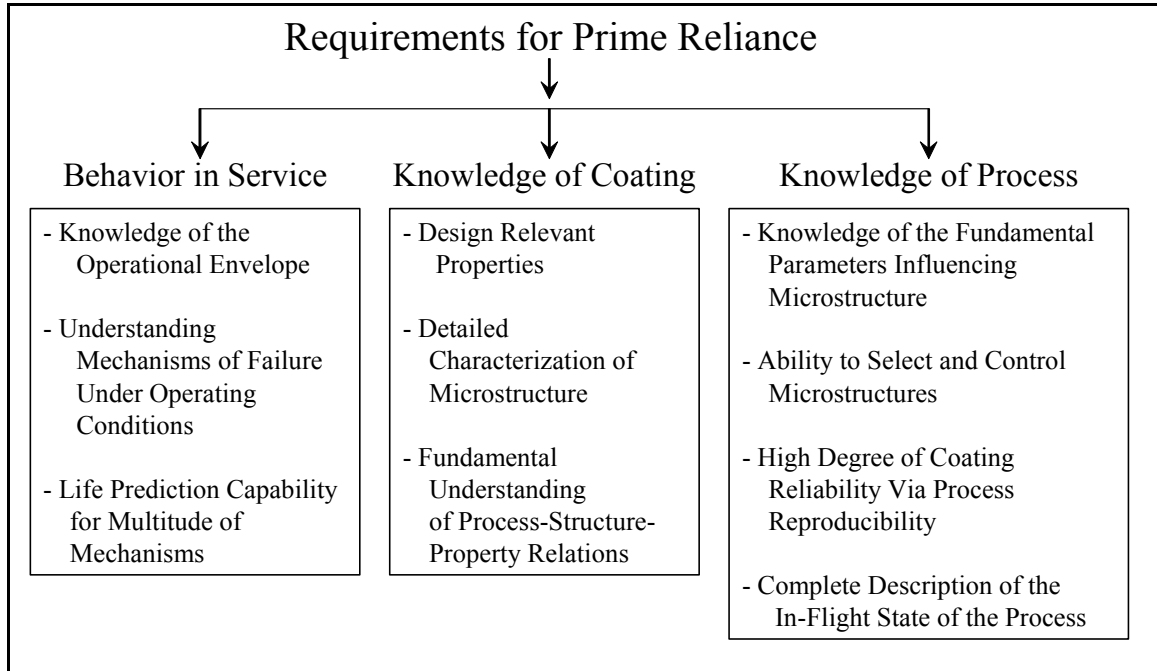 Requirements for Prime Reliance
Behavior in Service
- Knowledge of the
Operational Envelope
- Understanding
Mechanisms of Failure
Under Operating
Conditions
- Life Prediction Capability
for Multitude of
Mechanisms
Knowledge of Coating
- Design Relevant
Properties
- Detailed
Characterization of
Microstructure
- Fundamental
Understanding
of Process-Structure-
Property Relations
Knowledge of Process
- Knowledge of the Fundamental
Parameters Influencing
Microstructure
- Ability to Select and Control
Microstructures
- High Degree of Coating
Reliability Via Process
Reproducibility
- Complete Description of the
In-Flight State of the Process